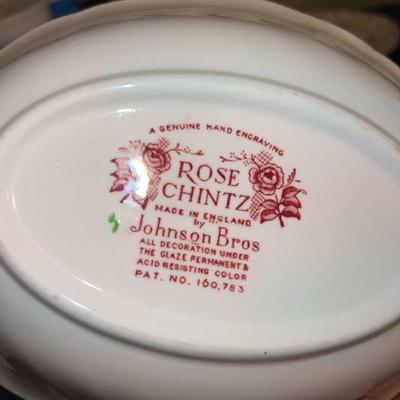 A GENUINE HAND ENGRAVING
ROSE
CHINTZ
MADE IN ENGLAND
by
Johnson Bros
ALL DECORATION UNDER
THE GLAZE PERMANENT &
ACID RESISTING COLOR
PAT. NO. 160,783